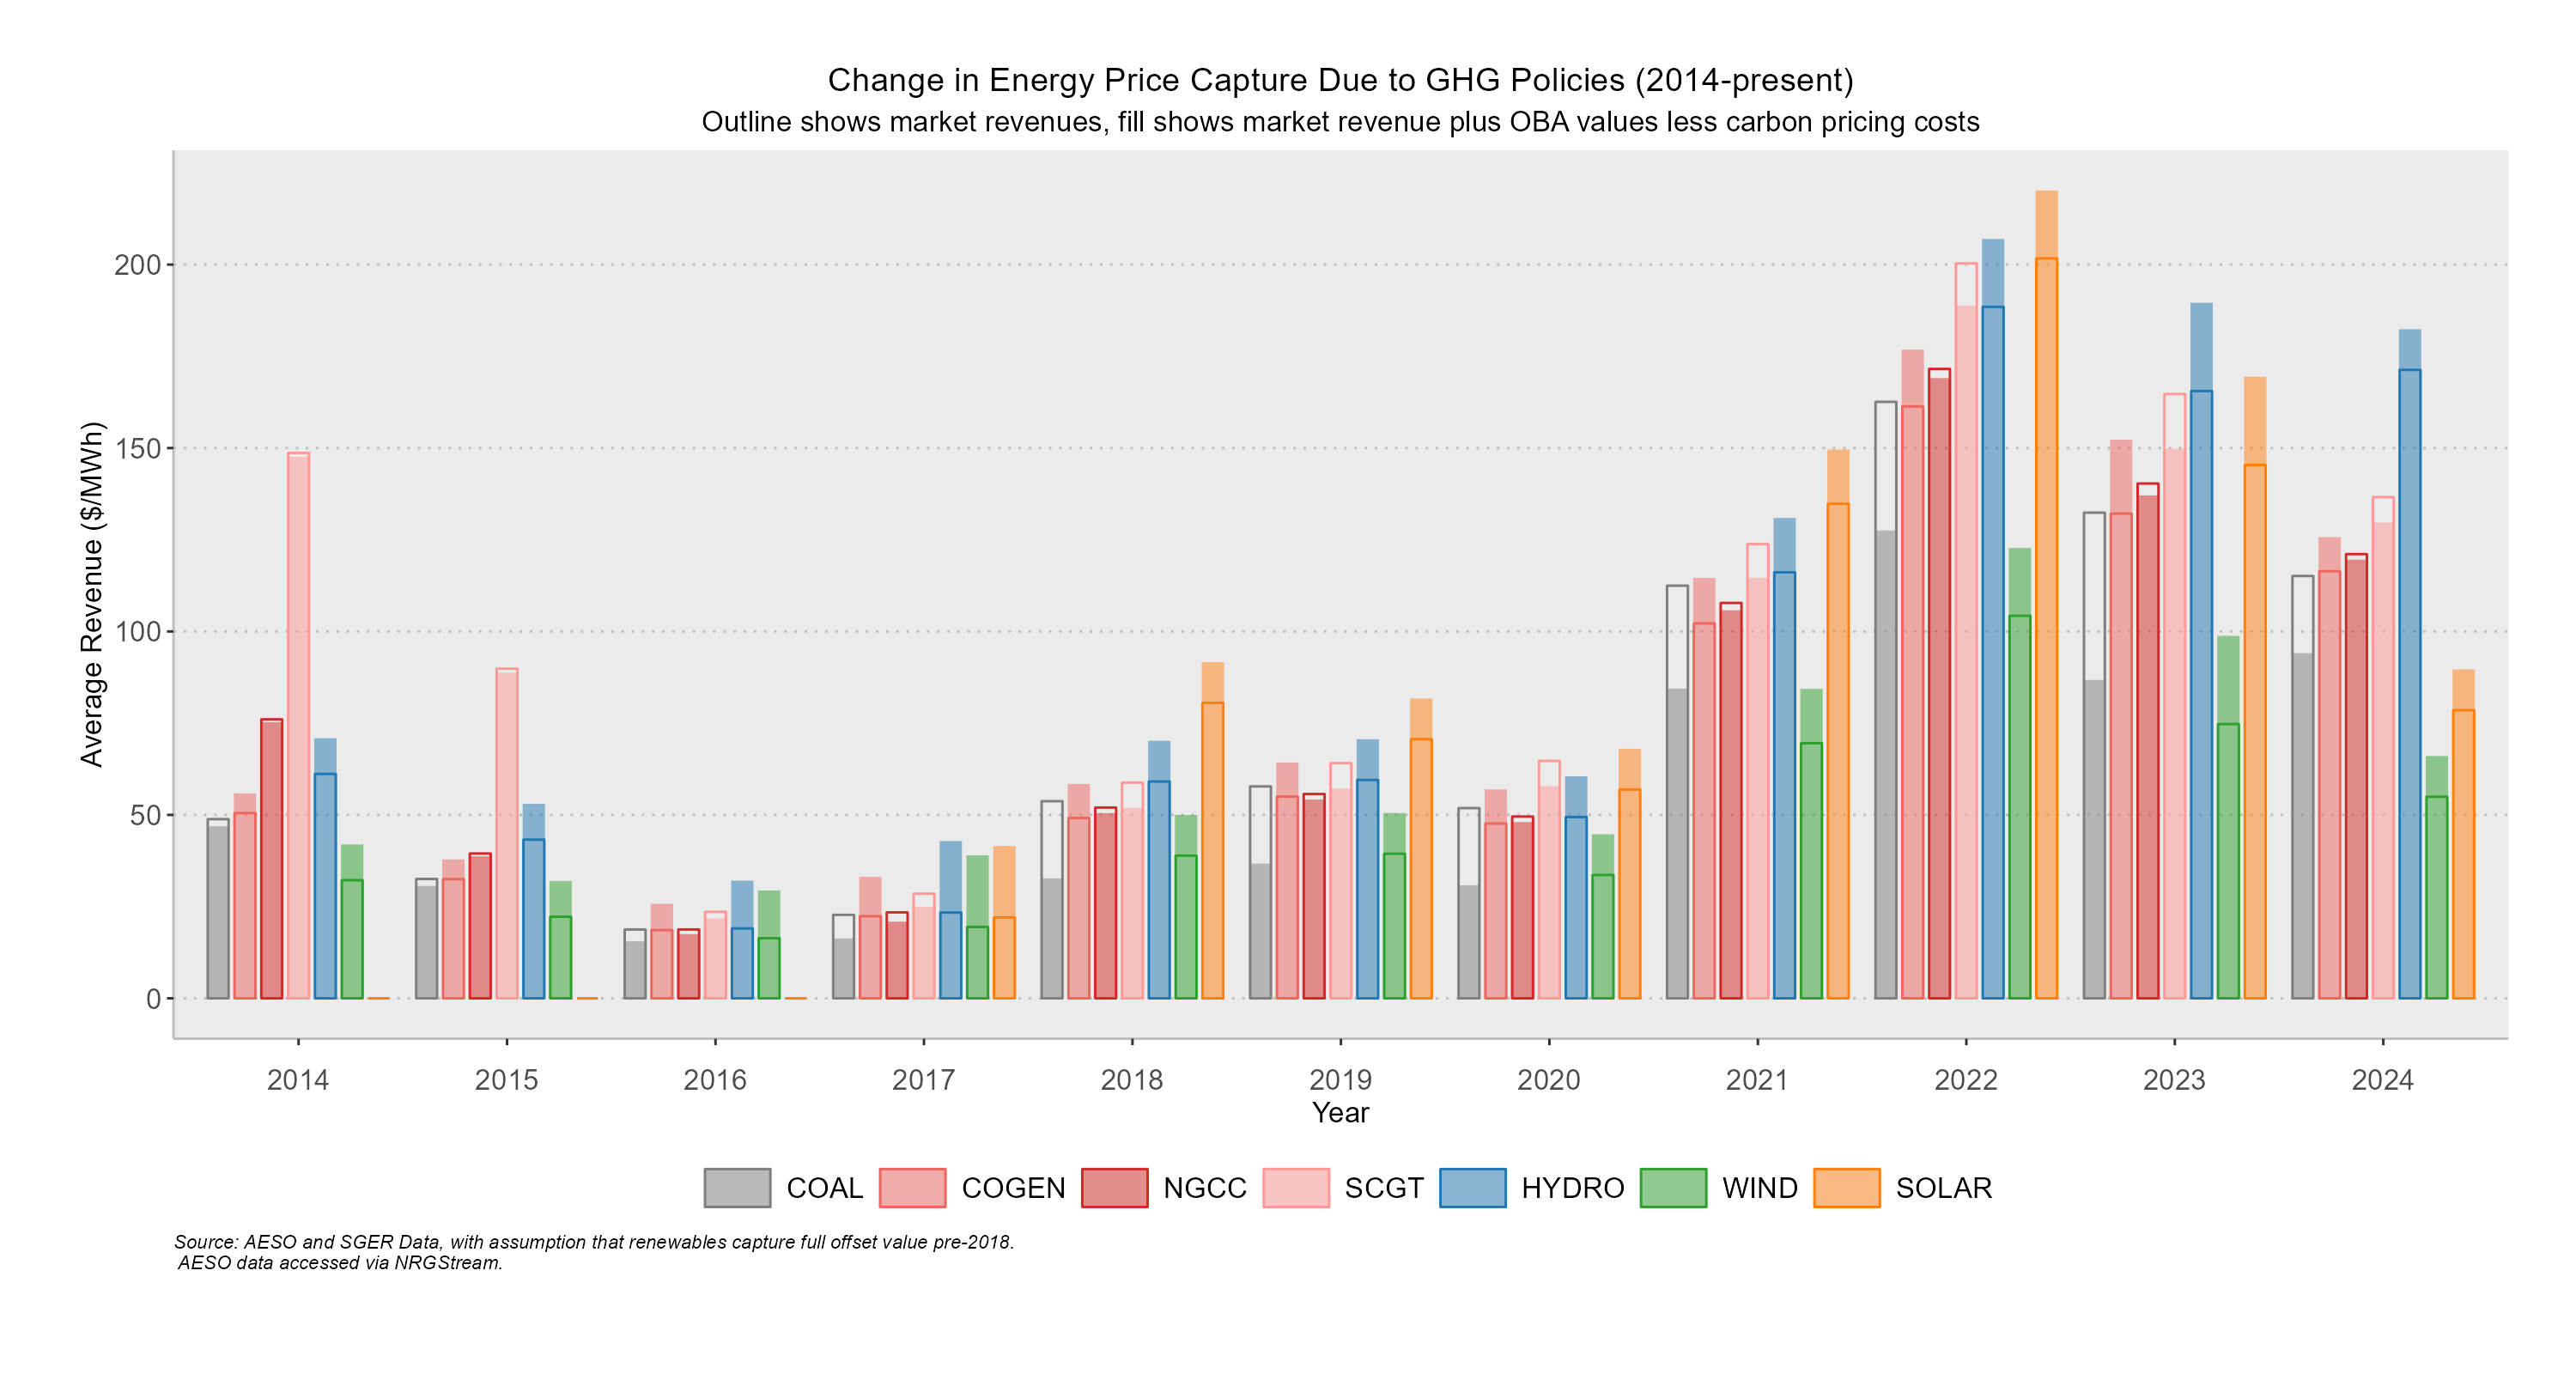 Change in Energy Price Capture Due to GHG Policies (2014-present)
Outline shows market revenues, fill shows market revenue plus OBA values less carbon pricing costs
Average Revenue ($/MWh)
200
150
100
50
0
2014 2015 2016 2017 2018 2019 2020 2021 2022 2023 2024
Year
COAL COGEN NGCC SCGT HYDRO WIND SOLAR
Source: AESO and SGER Data, with assumption that renewables capture full offset value pre-2018.
AESO data accessed via NRGStream.